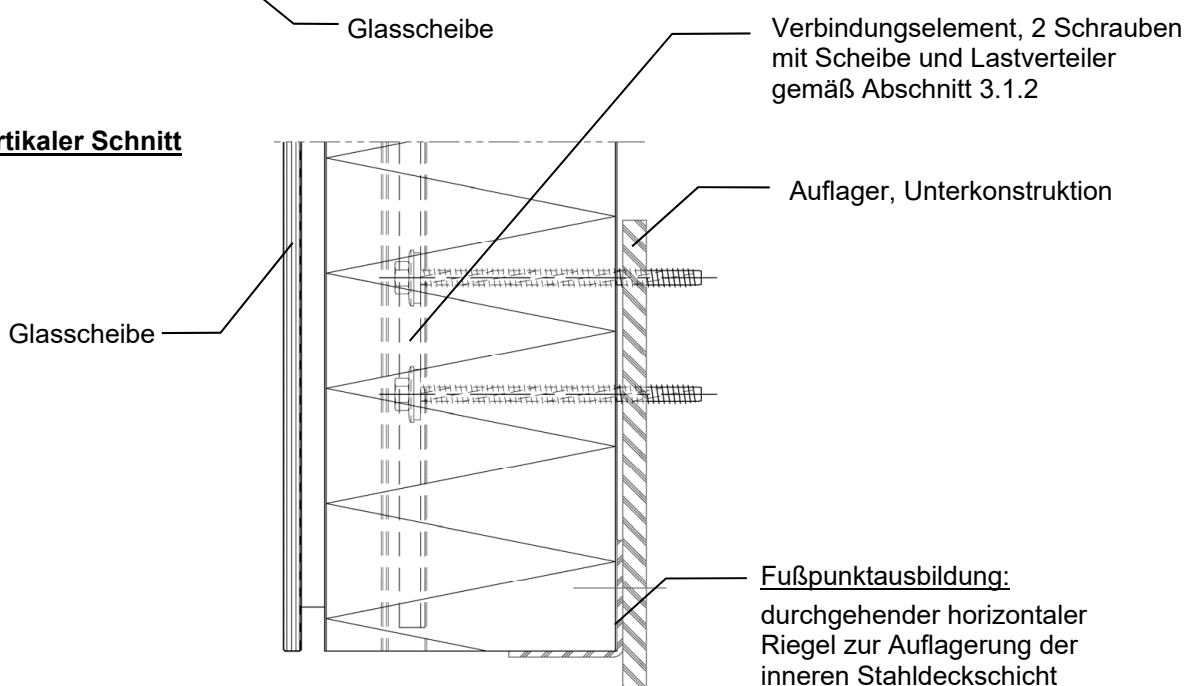 Glasscheibe
Verbindungselement, 2 Schrauben
mit Scheibe und Lastverteiler
gemäß Abschnitt 3.1.2
rtikaler Schnitt
Auflager, Unterkonstruktion
Glasscheibe
Fußpunktausbildung:
durchgehender horizontaler
Riegel zur Auflagerung der
inneren Stahldeckschicht